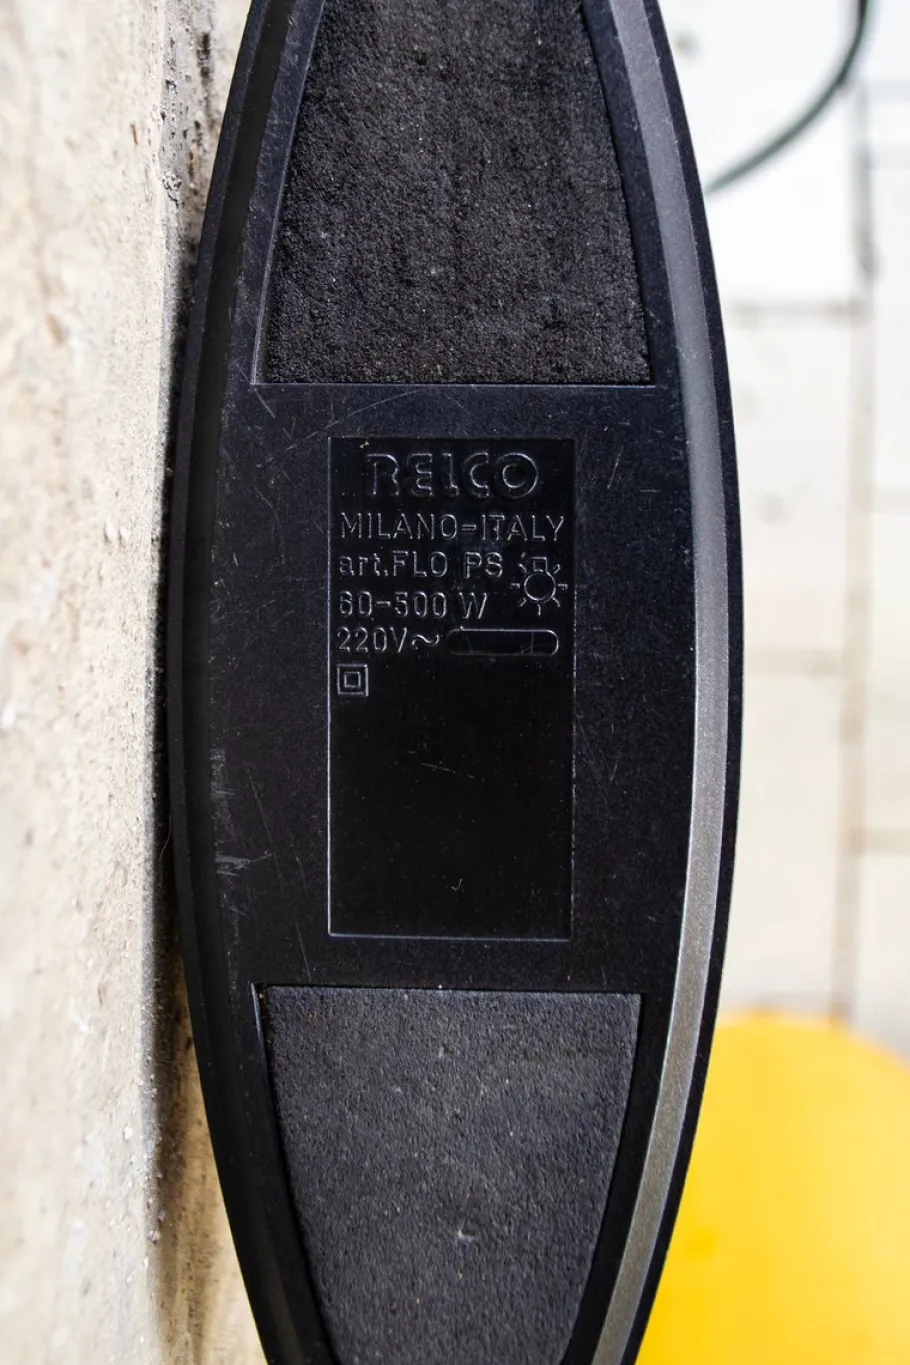 RELCO
MILANO-ITALY
art.FLO PS
60-500 W
220V~